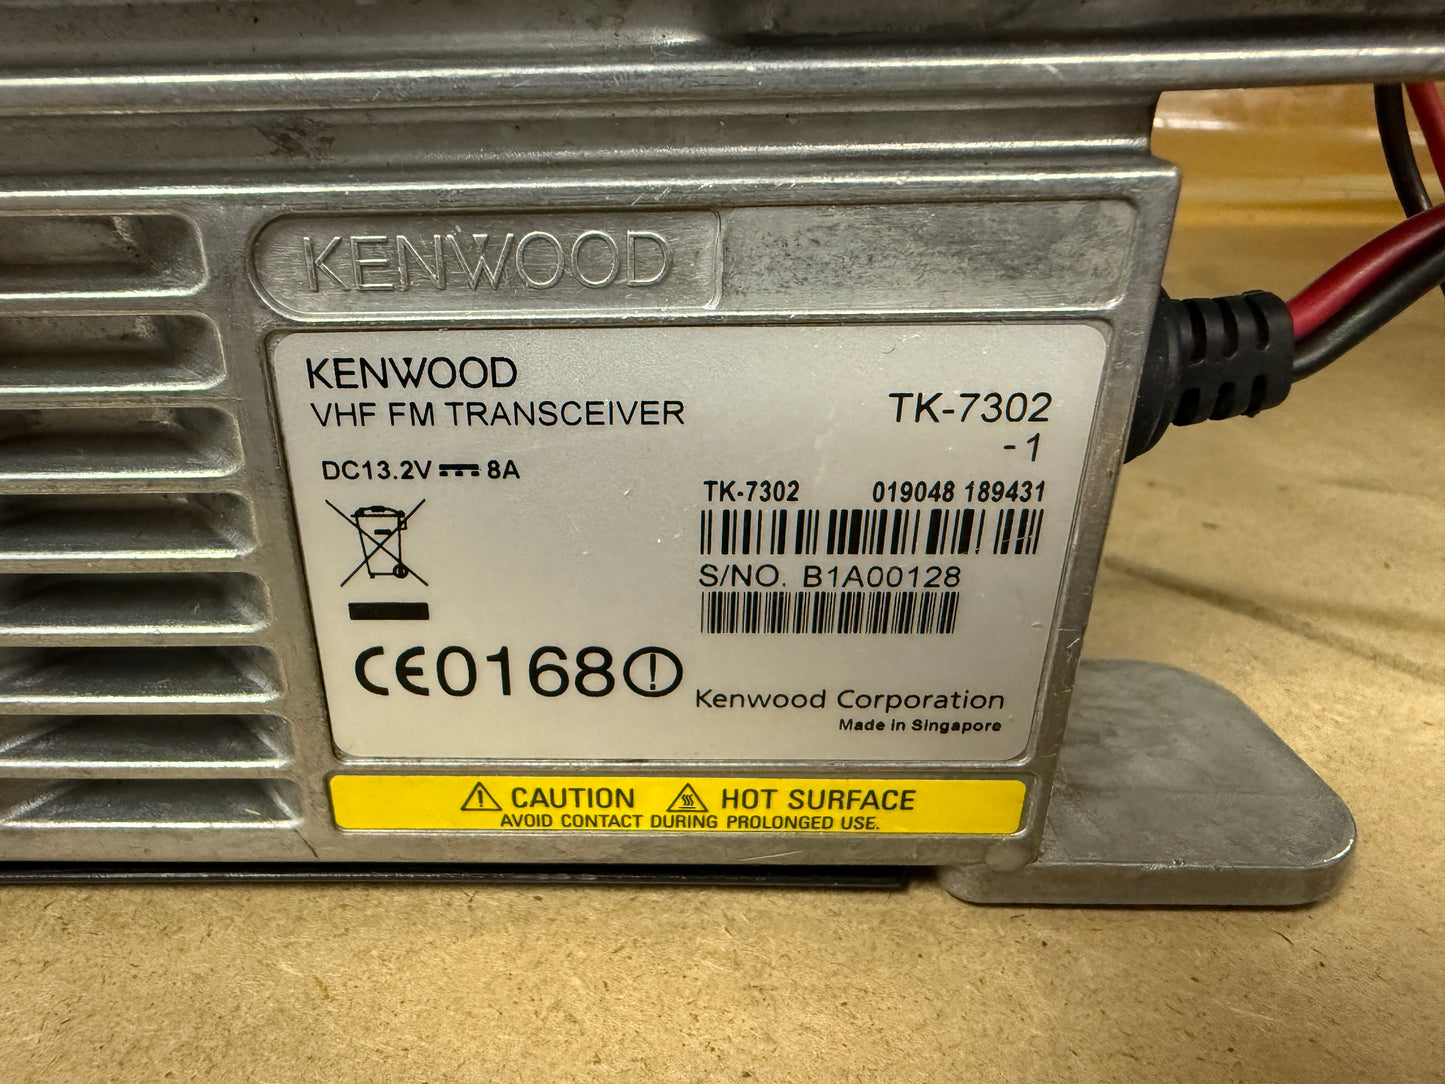 KENWOOD
KENWOOD
VHF FM TRANSCEIVER
TK-7302
-1
DC13.2V 8A
TK-7302 019048 189431
S/NO. B1A00128
CE0168
Kenwood Corporation
Made in Singapore
CAUTION HOT SURFACE
AVOID CONTACT DURING PROLONGED USE.